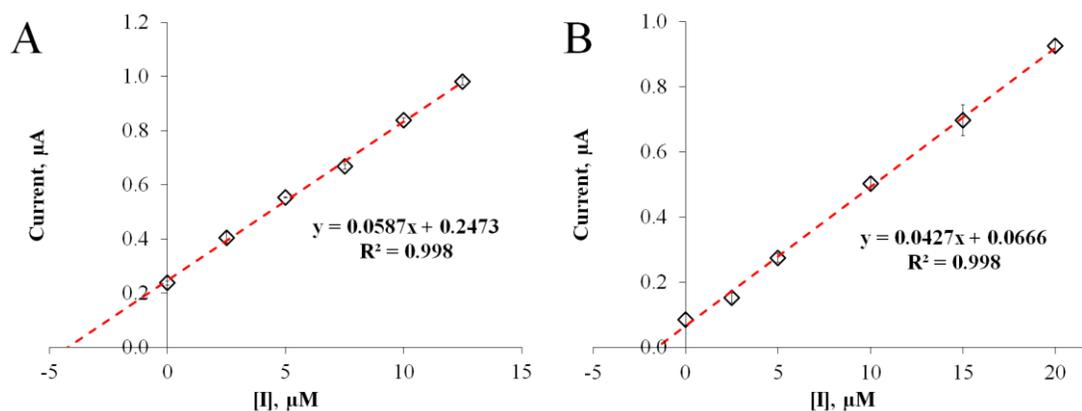 A
Current, μA
1.2
1.0
0.8
0.6
0.4
0.2
0.0
y = 0.0587x + 0.2473
R² = 0.998
-5 0 5 10 15
[I], μM
B
Current, μA
1.0
0.8
0.6
0.4
0.2
0.0
y = 0.0427x + 0.0666
R² = 0.998
-5 0 5 10 15 20
[I], μM